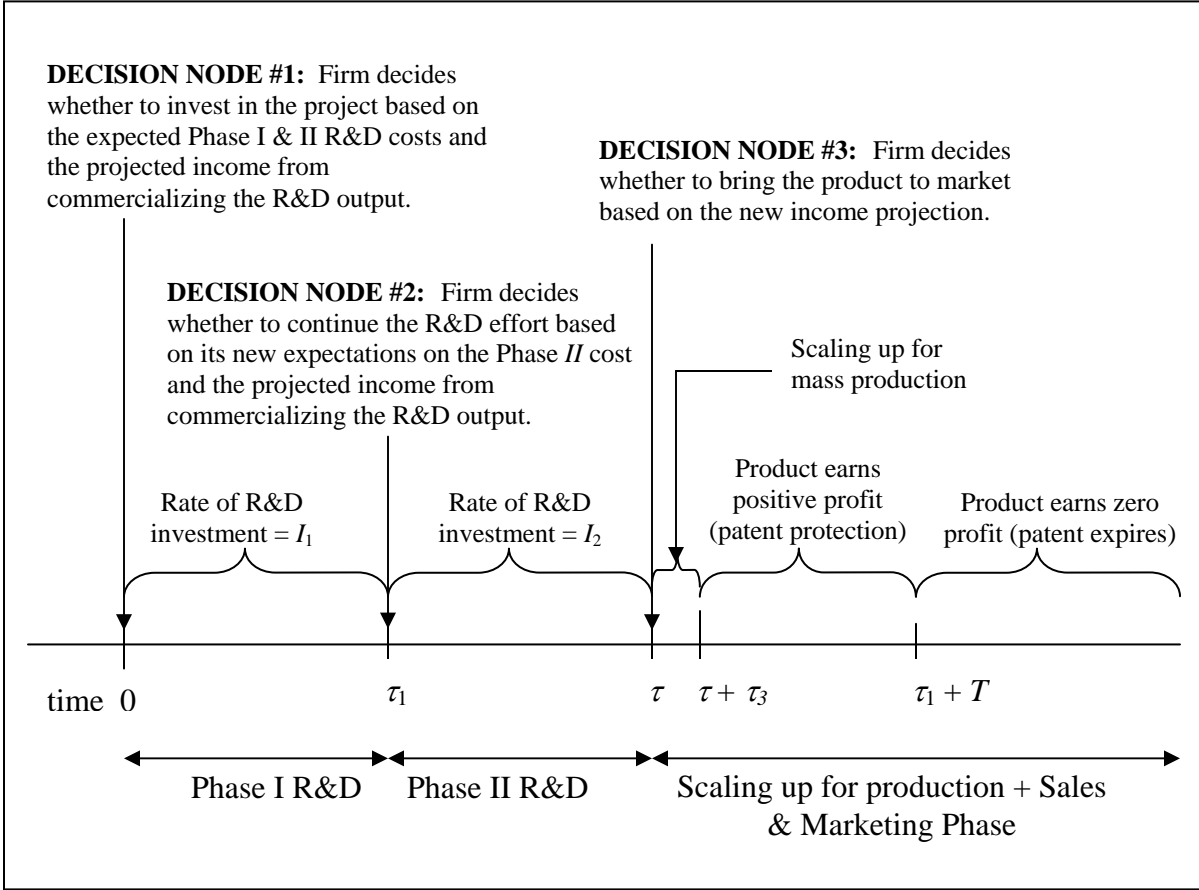 DECISION NODE #1: Firm decides
whether to invest in the project based on
the expected Phase I & II R&D costs and
the projected income from
commercializing the R&D output.
DECISION NODE #3: Firm decides
whether to bring the product to market
based on the new income projection.
DECISION NODE #2: Firm decides
whether to continue the R&D effort based
on its new expectations on the Phase II cost
and the projected income from
commercializing the R&D output.
Scaling up for
mass production
Rate of R&D
investment = I₁
Rate of R&D
investment = I₂
Product earns
positive profit
(patent protection)
Product earns zero
profit (patent expires)
time 0
τ₁
τ
τ + τ₃
τ₁ + T
Phase I R&D
Phase II R&D
Scaling up for production + Sales
& Marketing Phase